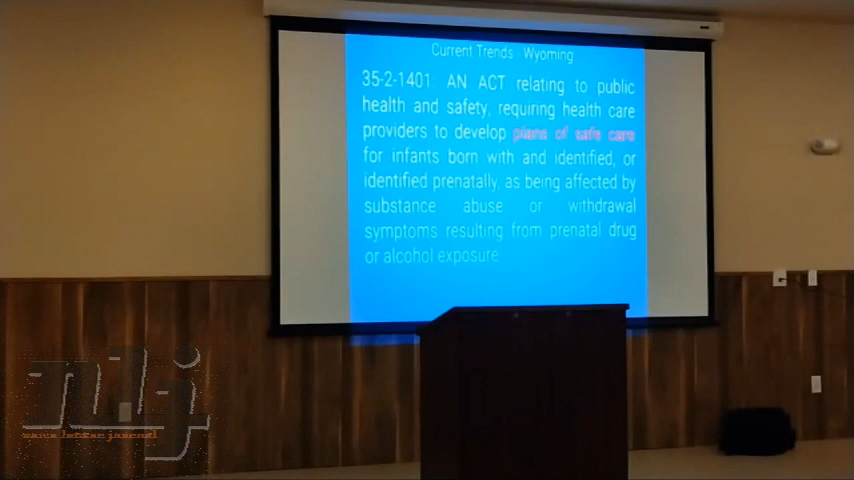 Current Trends - Wyoming
35-2-1401: AN ACT relating to public
health and safety, requiring health care
providers to develop plans of safe care
for infants born with and identified, or
identified prenatally, as being affected by
substance abuse or withdrawal
symptoms resulting from prenatal drug
or alcohol exposure
nlj